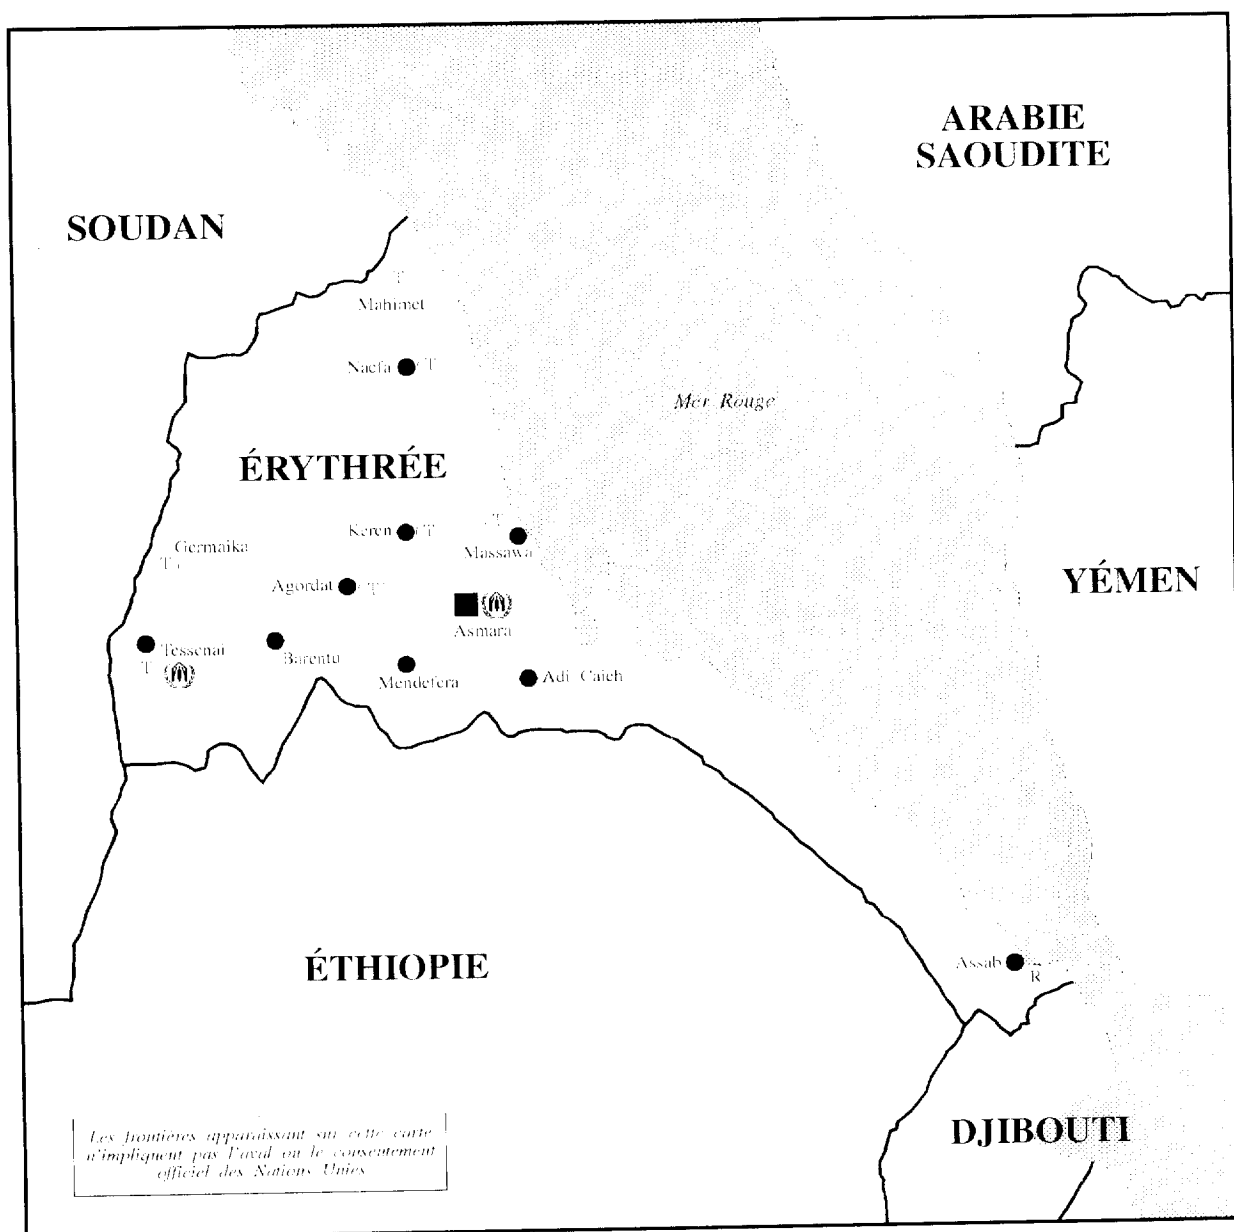 ARABIE
SAOUDITE
SOUDAN
T
Mahimet
Nacfa T
Mer Rouge
ÉRYTHRÉE
Keren T
T
Massawa
Germaika
T
YÉMEN
Agordat
Asmara
Tessenai
T
Barentu
Mendefera
Adi Caieh
ÉTHIOPIE
Assab
R
DJIBOUTI
Les frontières apparaissant sur cette carte
n'impliquent pas l'aval ou le consentement
officiel des Nations Unies